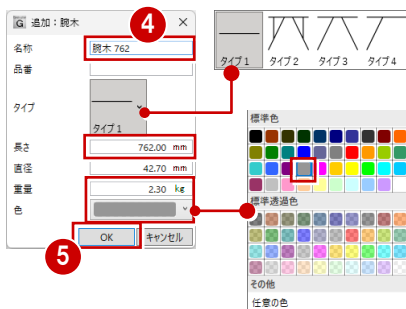 G 追加：腕木
4
名称
腕木 762
品番
タイプ
タイプ 1
長さ
762.00 mm
直径
42.70 mm
重量
2.30 kg
色
OK
キャンセル
5
タイプ 1
タイプ 2
タイプ 3
タイプ 4
標準色
標準透過色
その他
任意の色